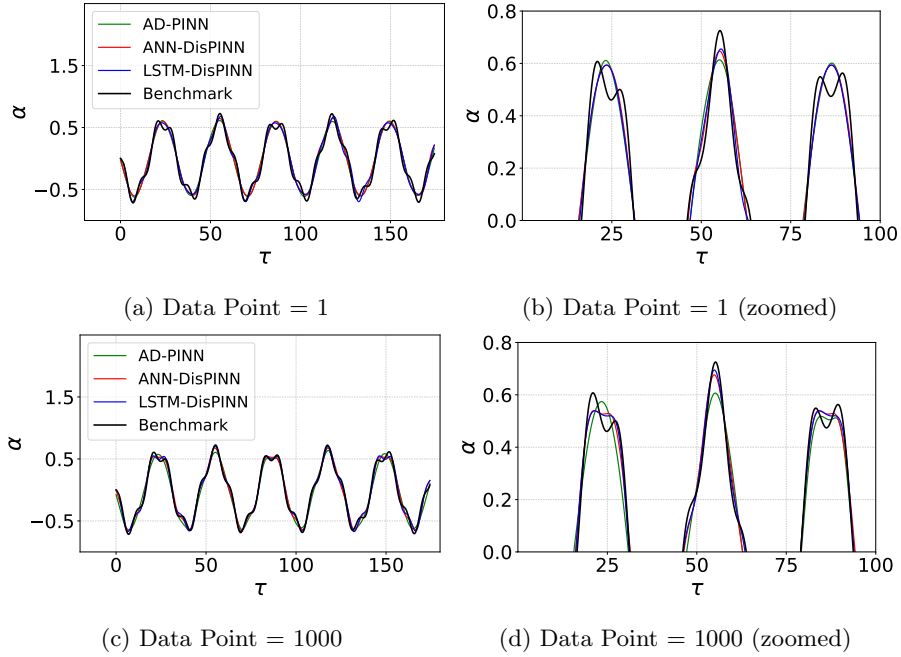 AD-PINN
ANN-DisPINN
LSTM-DisPINN
Benchmark
1.5
0.5
−0.5
α
0
50
100
150
τ
(a) Data Point = 1
0.8
0.6
0.4
0.2
0.0
α
25
50
75
100
τ
(b) Data Point = 1 (zoomed)
AD-PINN
ANN-DisPINN
LSTM-DisPINN
Benchmark
1.5
0.5
−0.5
α
0
50
100
150
τ
(c) Data Point = 1000
0.8
0.6
0.4
0.2
0.0
α
25
50
75
100
τ
(d) Data Point = 1000 (zoomed)